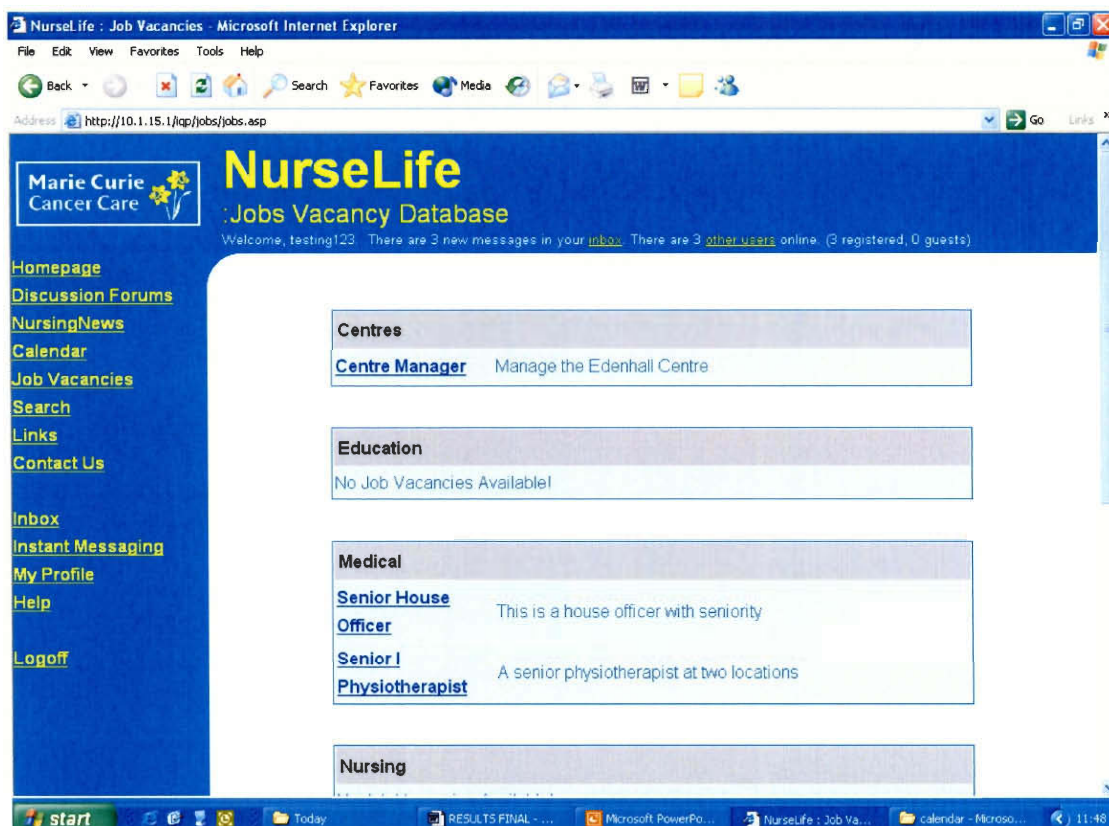 NurseLife : Job Vacancies - Microsoft Internet Explorer
File Edit View Favorites Tools Help
Back Search Favorites Media
Address http://10.1.15.1/iqp/jobs/jobs.asp Go Links
Marie Curie
Cancer Care
NurseLife
:Jobs Vacancy Database
Welcome, testing123 There are 3 new messages in your inbox. There are 3 other users online. (3 registered, 0 guests)
Homepage
Discussion Forums
NursingNews
Calendar
Job Vacancies
Search
Links
Contact Us
Inbox
Instant Messaging
My Profile
Help
Logoff
Centres
Centre Manager Manage the Edenhall Centre
Education
No Job Vacancies Available!
Medical
Senior House
Officer
This is a house officer with seniority
Senior I
Physiotherapist
A senior physiotherapist at two locations
Nursing
start Today RESULTS FINAL - ... Microsoft PowerPo... NurseLife : Job Va... calendar - Microso... 11:48